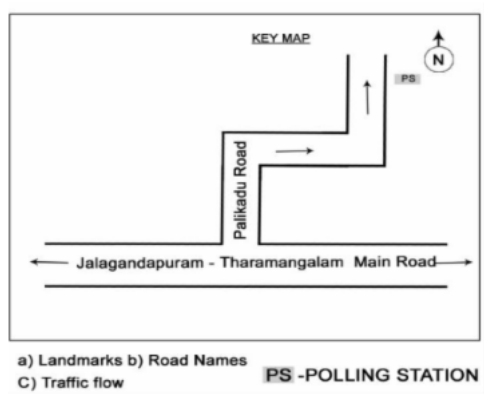 KEY MAP
N
PS
Palikadu Road
Jalagandapuram - Tharamangalam Main Road
a) Landmarks b) Road Names
C) Traffic flow
PS -POLLING STATION